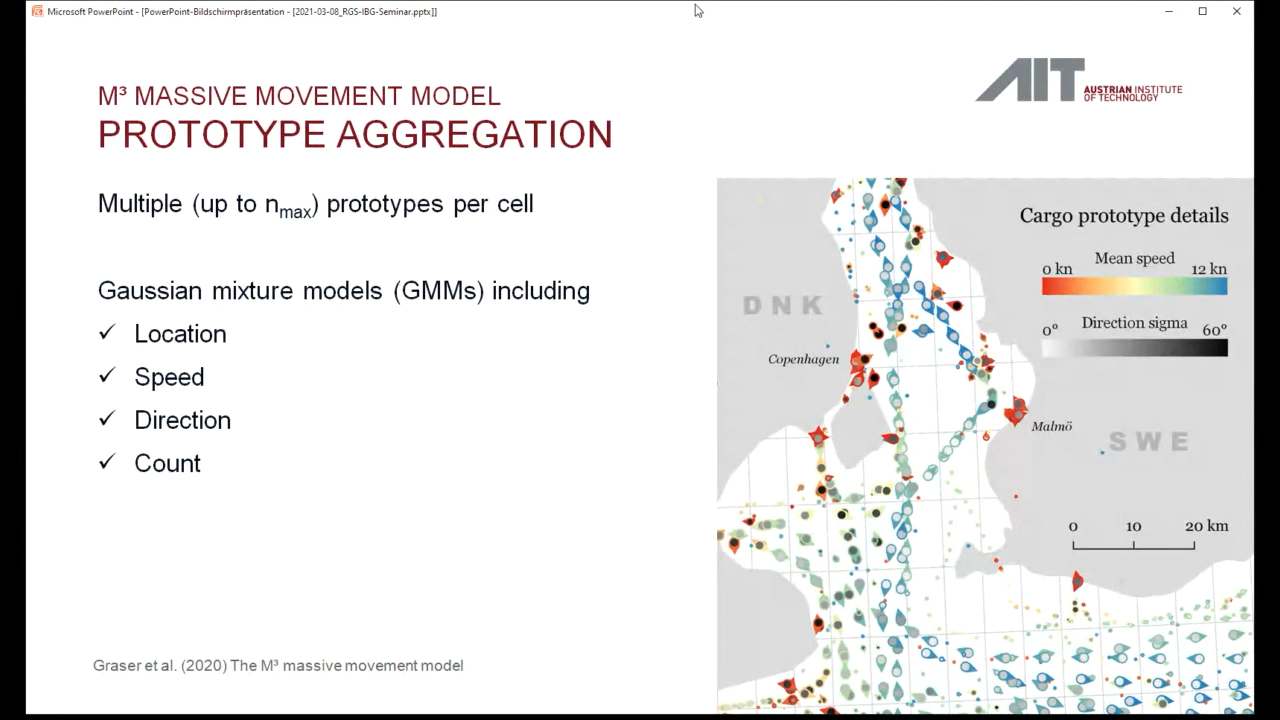 Microsoft PowerPoint - [PowerPoint-Bildschirmpräsentation - [2021-03-08_RGS-IBG-Seminar.pptx]]
M³ MASSIVE MOVEMENT MODEL
PROTOTYPE AGGREGATION
AIT AUSTRIAN INSTITUTE
OF TECHNOLOGY
Multiple (up to nmax) prototypes per cell
Gaussian mixture models (GMMs) including
✓ Location
✓ Speed
✓ Direction
✓ Count
Graser et al. (2020) The M³ massive movement model
Cargo prototype details
Mean speed
0 kn 12 kn
Direction sigma
0° 60°
DNK
Copenhagen
Malmö
SWE
0 10 20 km